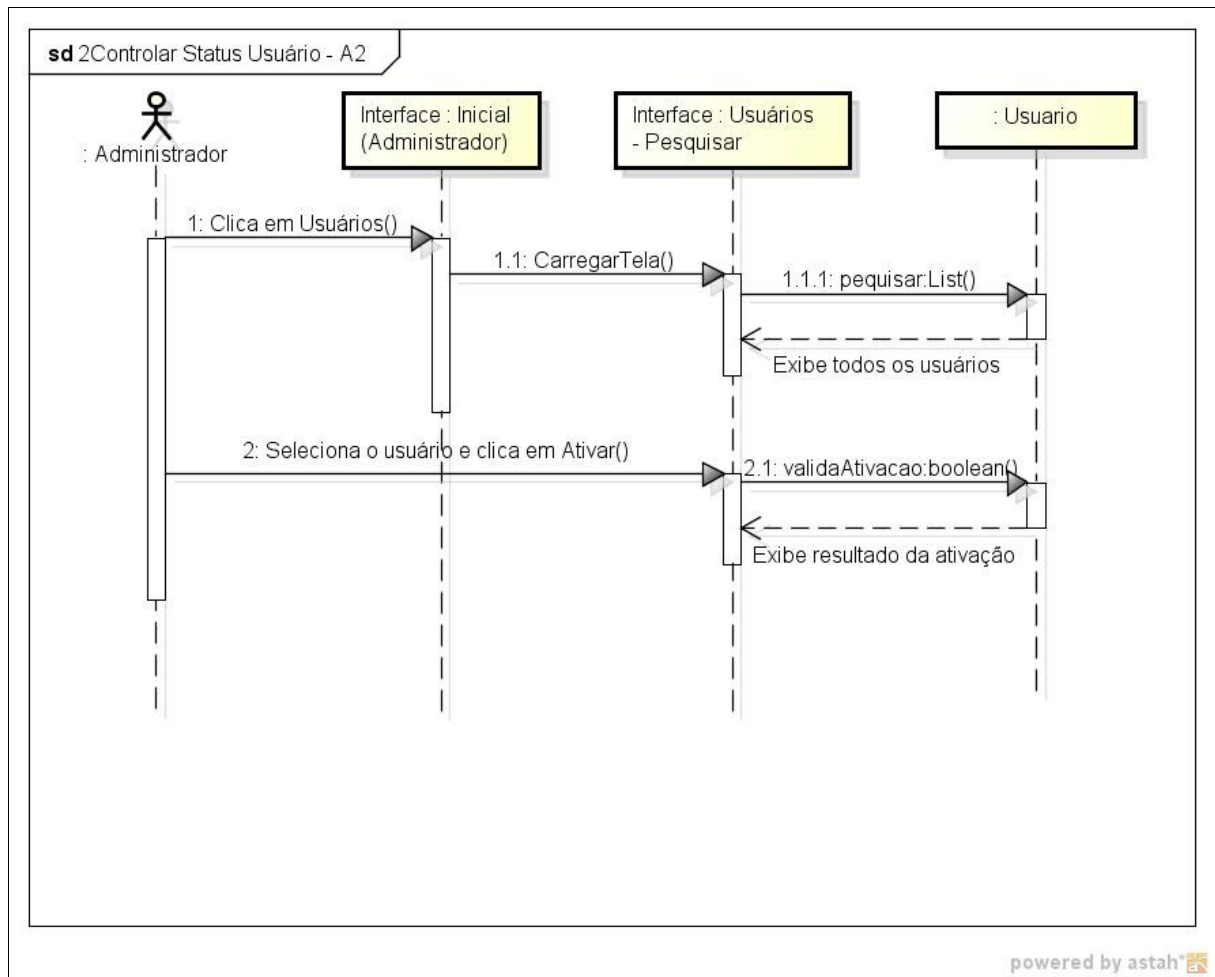 sd 2Controlar Status Usuário - A2
: Administrador
Interface : Inicial
(Administrador)
Interface : Usuários
- Pesquisar
: Usuario
1: Clica em Usuários()
1.1: CarregarTela()
1.1.1: pequisar:List()
Exibe todos os usuários
2: Seleciona o usuário e clica em Ativar()
2.1: validaAtivacao:boolean()
Exibe resultado da ativação
powered by astah*